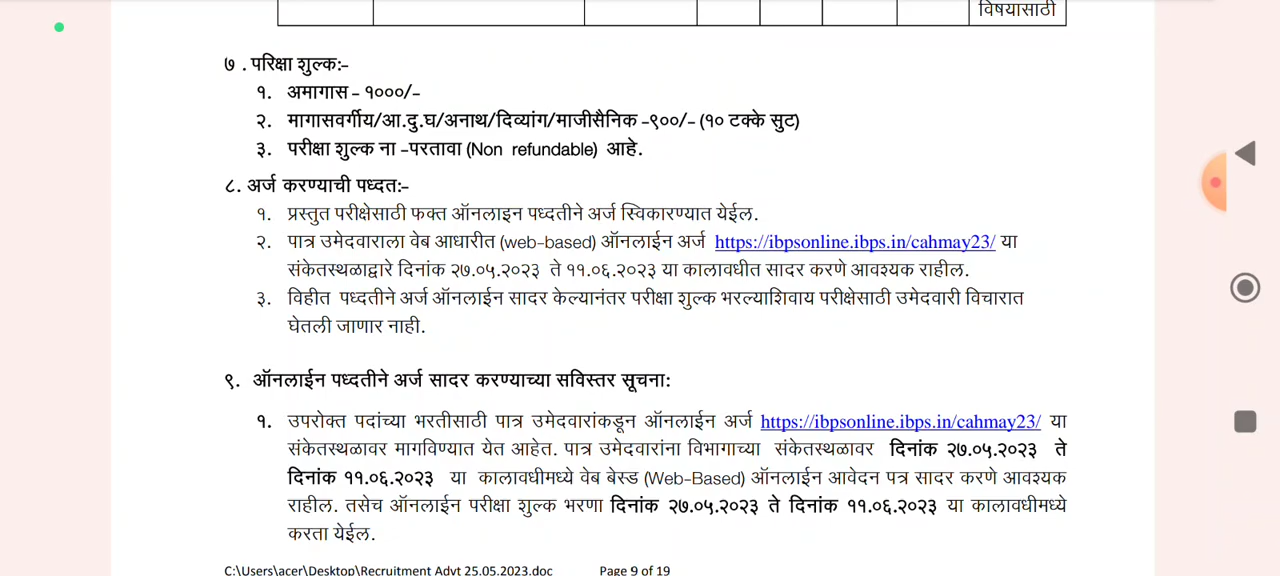 विषयासाठी
७ . परिक्षा शुल्क:-
१. अमागास - १०००/-
२. मागासवर्गीय/आ.दु.घ/अनाथ/दिव्यांग/माजीसैनिक -९००/- (१० टक्के सुट)
३. परीक्षा शुल्क ना -परतावा (Non refundable) आहे.
८. अर्ज करण्याची पध्दत:-
१. प्रस्तुत परीक्षेसाठी फक्त ऑनलाइन पध्दतीने अर्ज स्विकारण्यात येईल.
२. पात्र उमेदवाराला वेब आधारीत (web-based) ऑनलाईन अर्ज https://ibpsonline.ibps.in/cahmay23/ या
संकेतस्थळाद्वारे दिनांक २७.०५.२०२३ ते ११.०६.२०२३ या कालावधीत सादर करणे आवश्यक राहील.
३. विहीत पध्दतीने अर्ज ऑनलाईन सादर केल्यानंतर परीक्षा शुल्क भरल्याशिवाय परीक्षेसाठी उमेदवारी विचारात
घेतली जाणार नाही.
९. ऑनलाईन पध्दतीने अर्ज सादर करण्याच्या सविस्तर सूचना:
१. उपरोक्त पदांच्या भरतीसाठी पात्र उमेदवारांकडून ऑनलाईन अर्ज https://ibpsonline.ibps.in/cahmay23/ या
संकेतस्थळावर मागविण्यात येत आहेत. पात्र उमेदवारांना विभागाच्या संकेतस्थळावर दिनांक २७.०५.२०२३ ते
दिनांक ११.०६.२०२३ या कालावधीमध्ये वेब बेस्ड (Web-Based) ऑनलाईन आवेदन पत्र सादर करणे आवश्यक
राहील. तसेच ऑनलाईन परीक्षा शुल्क भरणा दिनांक २७.०५.२०२३ ते दिनांक ११.०६.२०२३ या कालावधीमध्ये
करता येईल.
C:\Users\acer\Desktop\Recruitment Advt 25.05.2023.doc Page 9 of 19